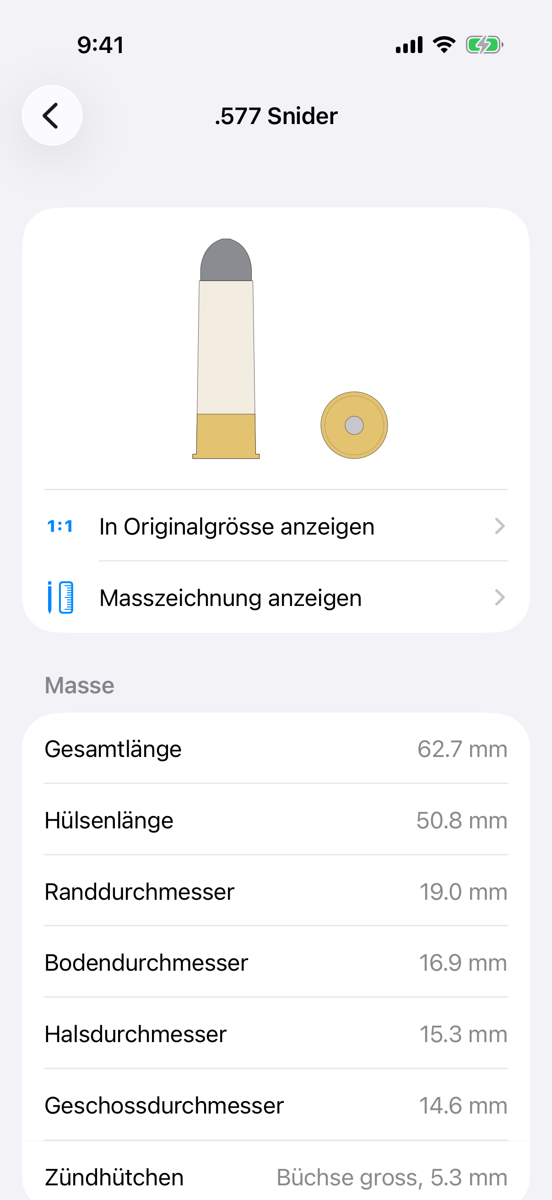 9:41
.577 Snider
1:1 In Originalgrösse anzeigen
Masszeichnung anzeigen
Masse
Gesamtlänge 62.7 mm
Hülsenlänge 50.8 mm
Randdurchmesser 19.0 mm
Bodendurchmesser 16.9 mm
Halsdurchmesser 15.3 mm
Geschossdurchmesser 14.6 mm
Zündhütchen Büchse gross, 5.3 mm